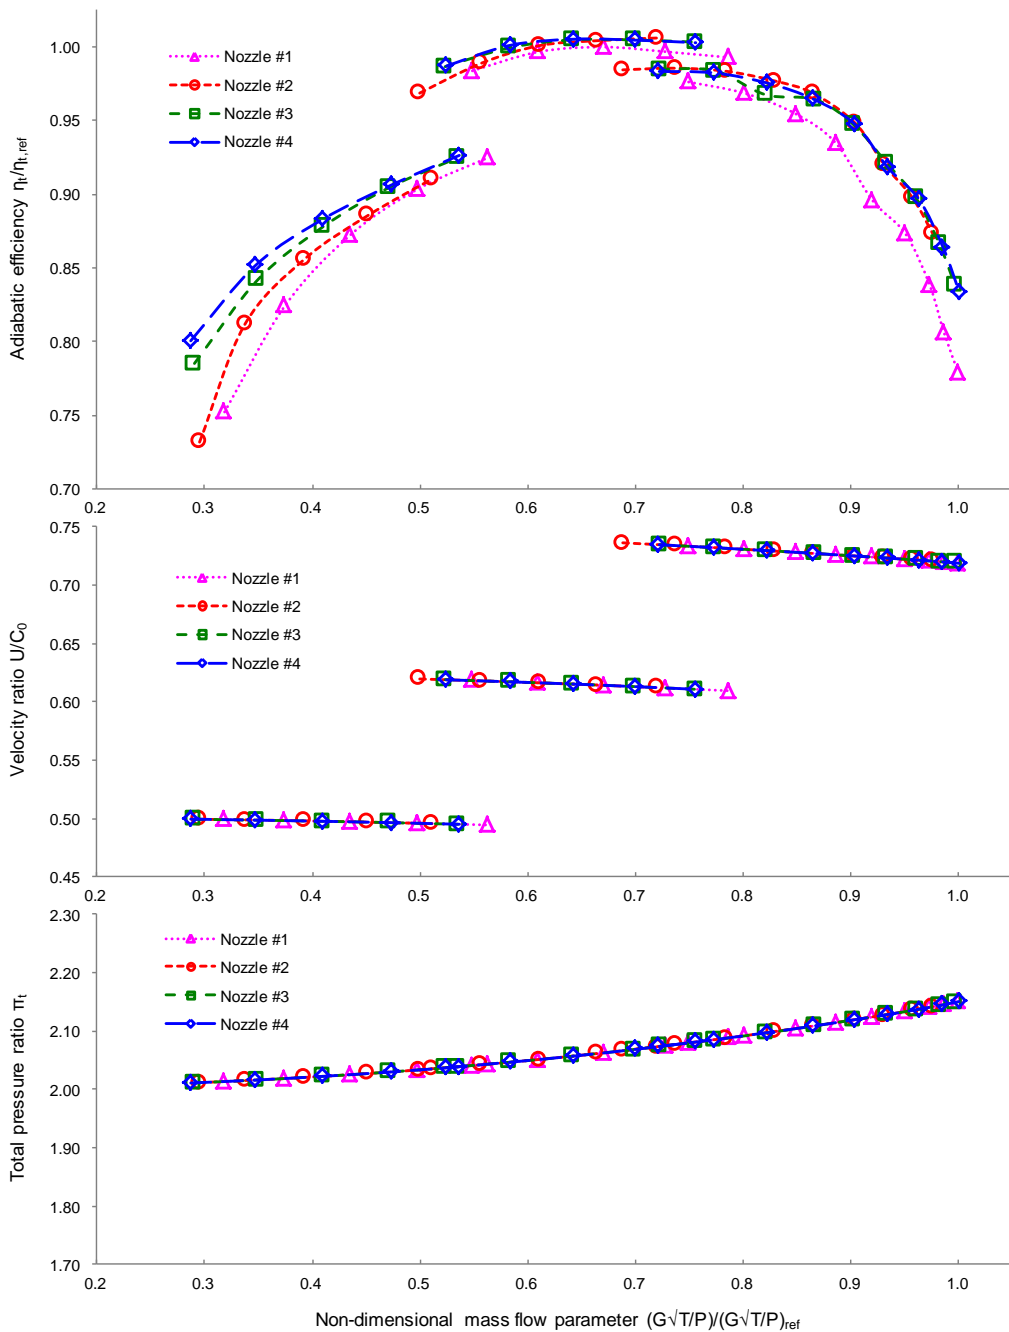 Adiabatic efficiency ηt/ηt,ref
1.00
0.95
0.90
0.85
0.80
0.75
0.70
Nozzle #1
Nozzle #2
Nozzle #3
Nozzle #4
0.2 0.3 0.4 0.5 0.6 0.7 0.8 0.9 1.0
Velocity ratio U/C0
0.75
0.70
0.65
0.60
0.55
0.50
0.45
Nozzle #1
Nozzle #2
Nozzle #3
Nozzle #4
0.2 0.3 0.4 0.5 0.6 0.7 0.8 0.9 1.0
Total pressure ratio πt
2.30
2.20
2.10
2.00
1.90
1.80
1.70
Nozzle #1
Nozzle #2
Nozzle #3
Nozzle #4
0.2 0.3 0.4 0.5 0.6 0.7 0.8 0.9 1.0
Non-dimensional mass flow parameter (G√T/P)/(G√T/P)ref